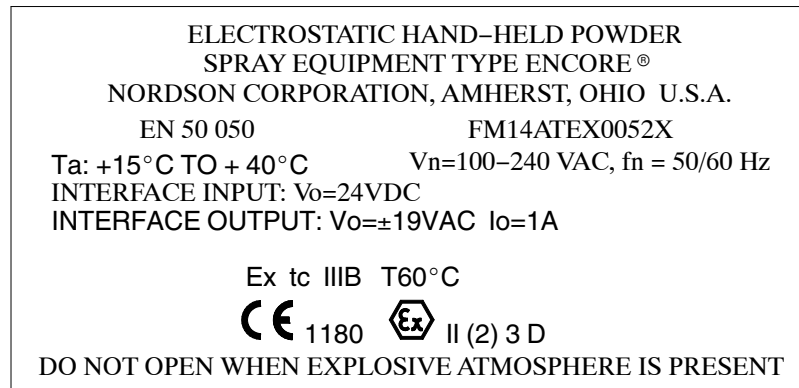 ELECTROSTATIC HAND–HELD POWDER
SPRAY EQUIPMENT TYPE ENCORE ®
NORDSON CORPORATION, AMHERST, OHIO U.S.A.
EN 50 050 FM14ATEX0052X
Ta: +15°C TO + 40°C Vn=100–240 VAC, fn = 50/60 Hz
INTERFACE INPUT: Vo=24VDC
INTERFACE OUTPUT: Vo=±19VAC Io=1A
Ex tc IIIB T60°C
CE 1180 Ex II (2) 3 D
DO NOT OPEN WHEN EXPLOSIVE ATMOSPHERE IS PRESENT